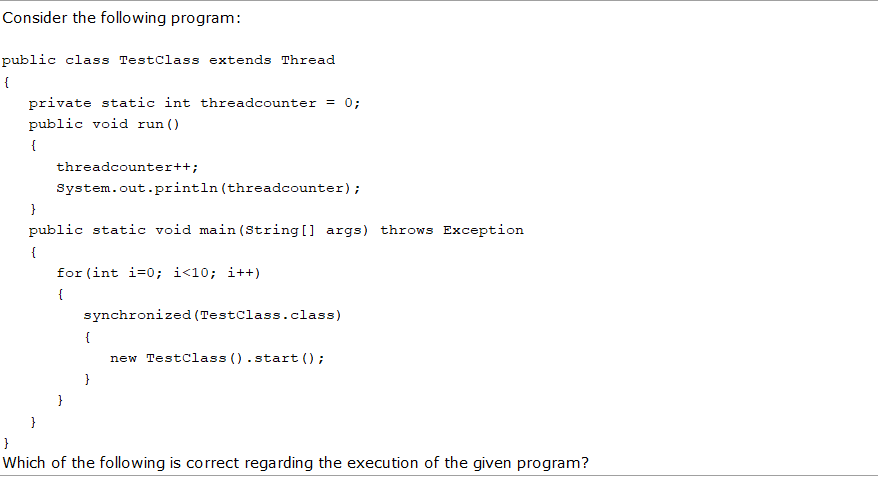 Consider the following program:
public class TestClass extends Thread
{
private static int threadcounter = 0;
public void run()
{
threadcounter++;
System.out.println(threadcounter);
}
public static void main(String[] args) throws Exception
{
for(int i=0; i<10; i++)
{
synchronized(TestClass.class)
{
new TestClass().start();
}
}
}
}
Which of the following is correct regarding the execution of the given program?